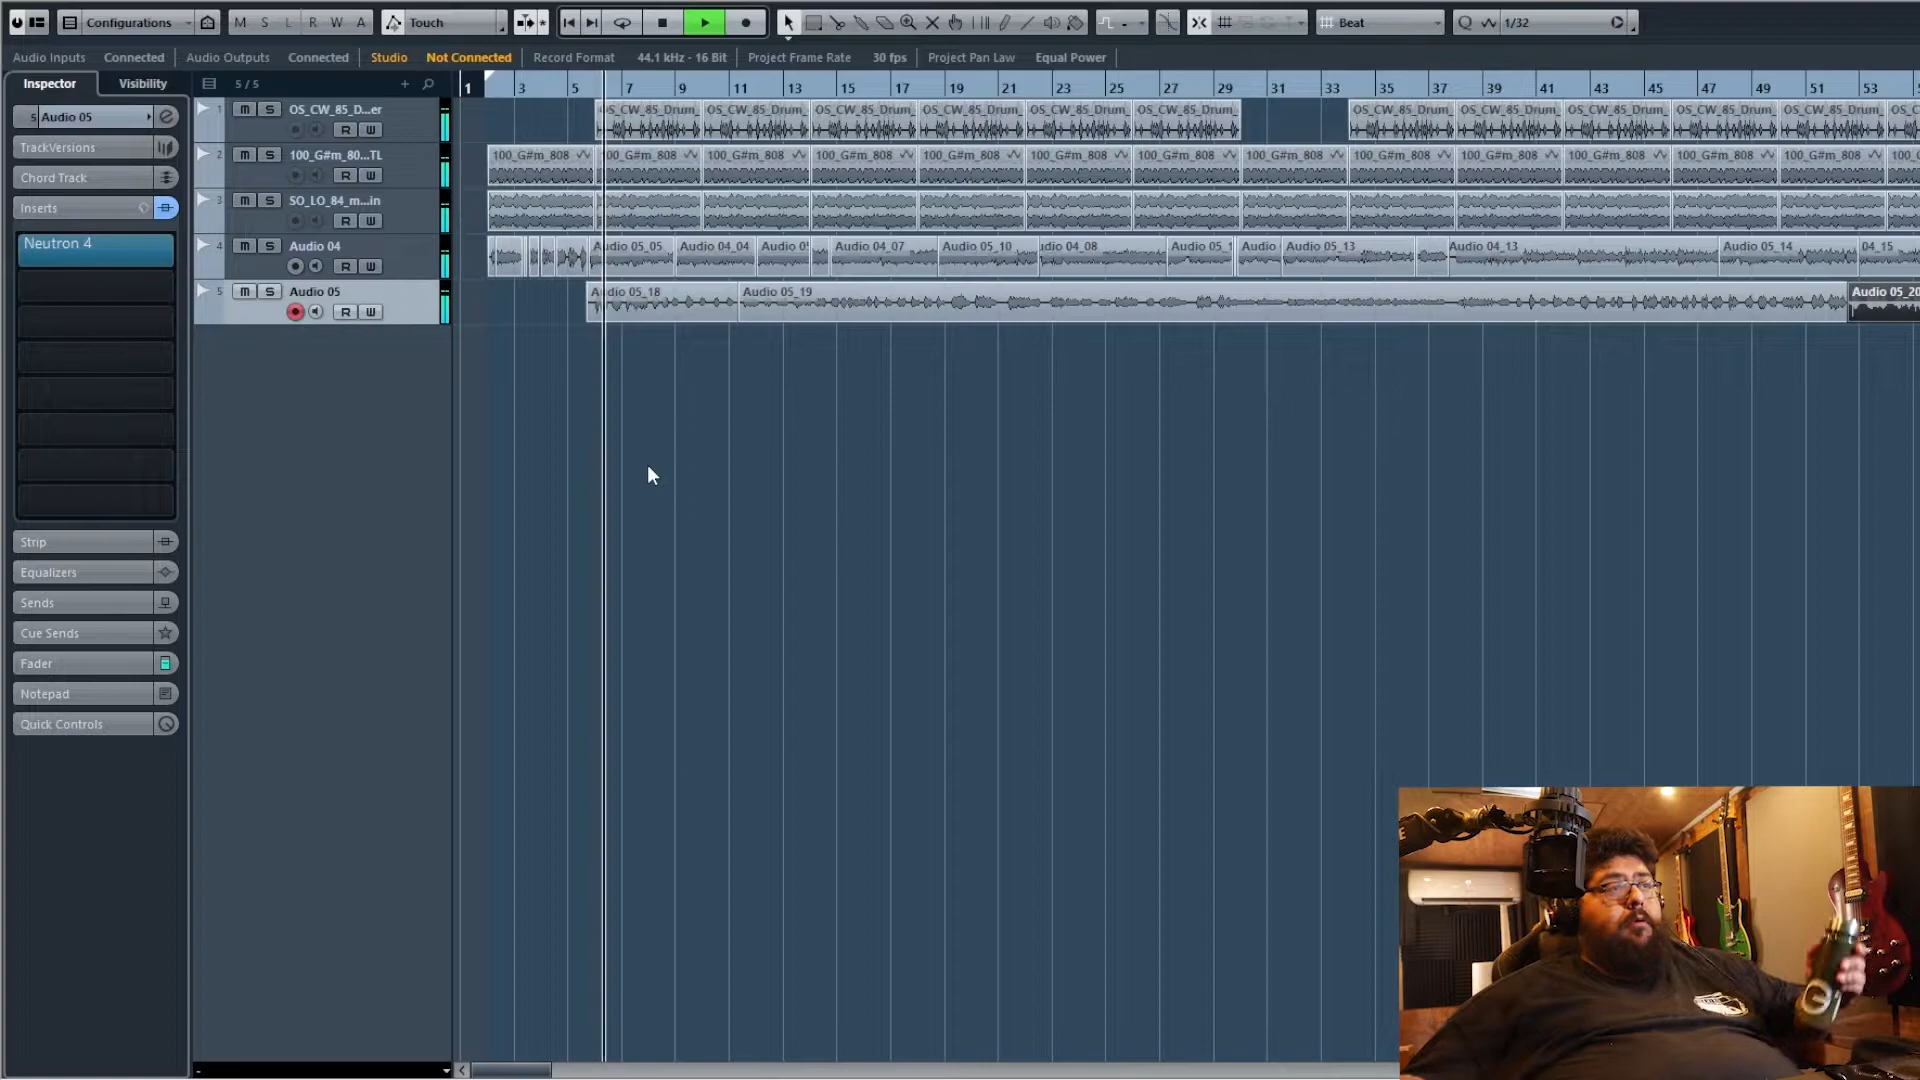 Configurations M S L R W A Touch Beat 1/32
Audio Inputs Connected Audio Outputs Connected Studio Not Connected Record Format 44.1 kHz - 16 Bit Project Frame Rate 30 fps Project Pan Law Equal Power
Inspector Visibility 5 / 5 1 3 5 7 9 11 13 15 17 19 21 23 25 27 29 31 33 35 37 39 41 43 45 47 49 51 53
5 Audio 05
TrackVersions
Chord Track
Inserts
Neutron 4
Strip
Equalizers
Sends
Cue Sends
Fader
Notepad
Quick Controls
1 m S OS_CW_85_D...er
R W
OS_CW_85_Drum_ OS_CW_85_Drum_ OS_CW_85_Drum_ OS_CW_85_Drum_ OS_CW_85_Drum_ OS_CW_85_Drum_ OS_CW_85_Drum_ OS_CW_85_Drum_ OS_CW_85_Drum_ OS_CW_85_Drum_ OS_CW_85_Drum OS_C
2 m S 100_G#m_80...TL
R W
100_G#m_808 100_G#m_808 100_G#m_808 100_G#m_808 100_G#m_808 100_G#m_808 100_G#m_808 100_G#m_808 100_G#m_808 100_G#m_808 100_G#m_808 100_G#m_808 100_G#m_808
3 m S SO_LO_84_m...in
R W
4 m S Audio 04
R W
Audio 05_05 Audio 04_04 Audio 0 Audio 04_07 Audio 05_10 udio 04_08 Audio 05_1 Audio Audio 05_13 Audio 04_13 Audio 05_14 04_15
5 m S Audio 05
R W
Audio 05_18 Audio 05_19 Audio 05_20